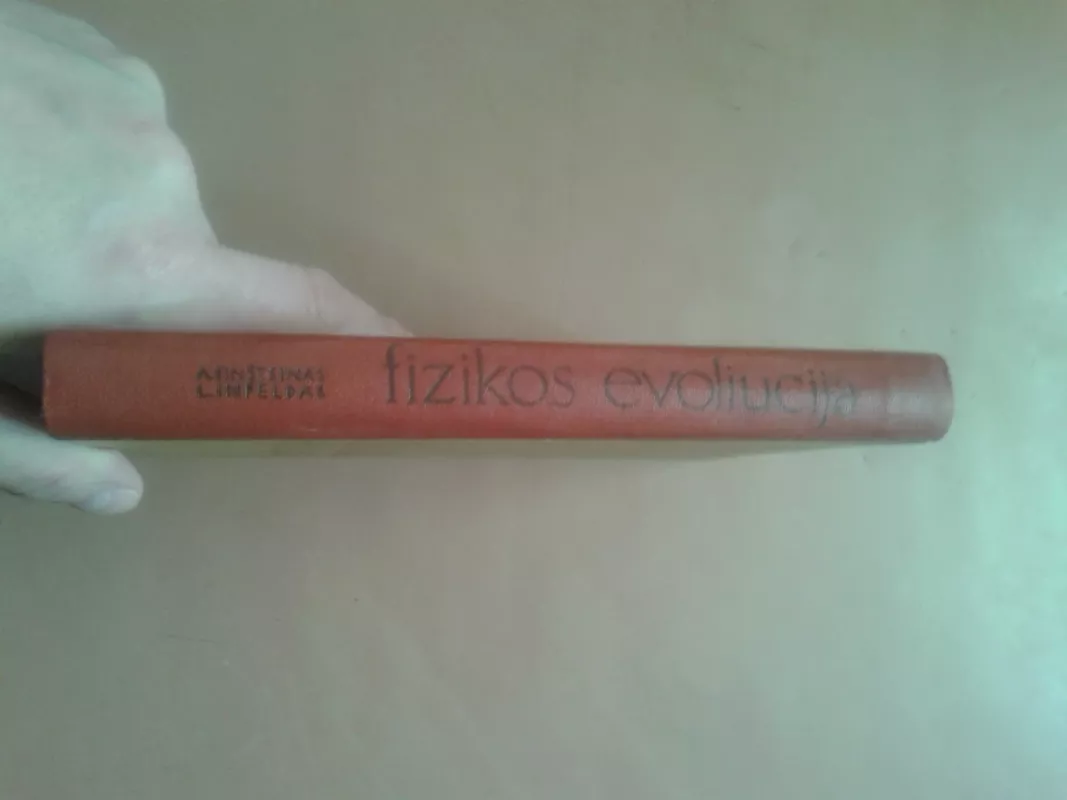 A.EINŠTEINAS
L.INFELDAS
fizikos evoliucija